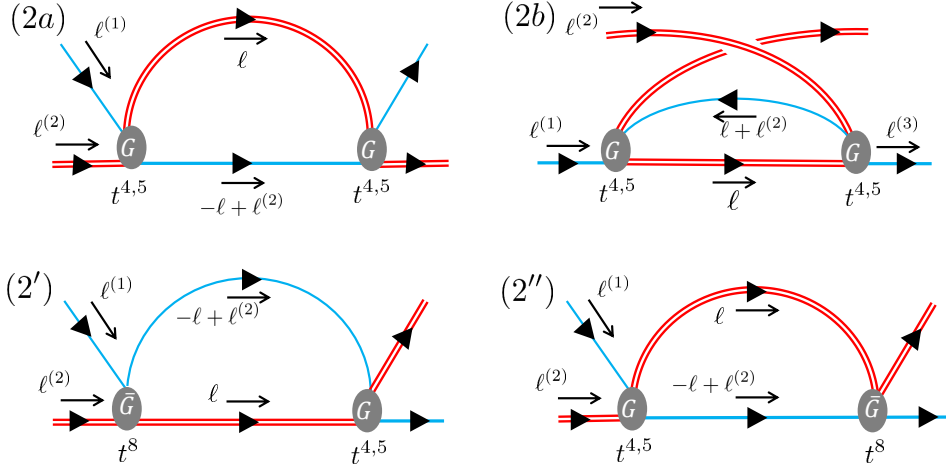 (2a)
ℓ^(1)
ℓ
ℓ^(2)
G
G
t^4,5
t^4,5
−ℓ + ℓ^(2)
(2b)
ℓ^(2)
ℓ^(1)
ℓ + ℓ^(2)
ℓ^(3)
G
G
t^4,5
ℓ
t^4,5
(2′)
ℓ^(1)
−ℓ + ℓ^(2)
ℓ^(2)
ℓ
Ḡ
G
t^8
t^4,5
(2″)
ℓ^(1)
ℓ
ℓ^(2)
−ℓ + ℓ^(2)
G
Ḡ
t^4,5
t^8